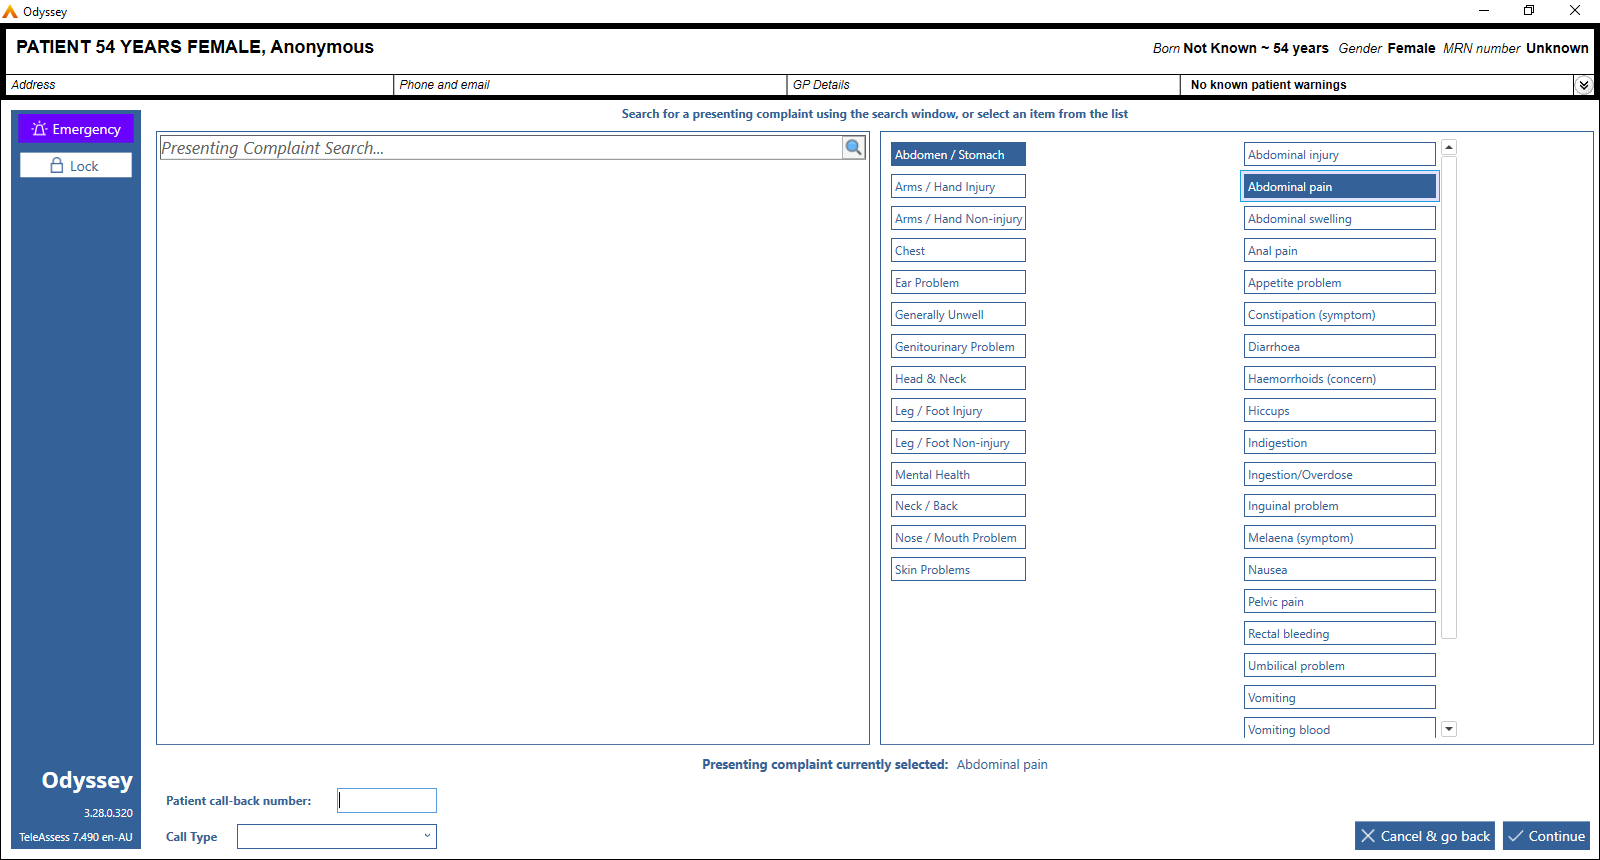 Odyssey
PATIENT 54 YEARS FEMALE, Anonymous
Born Not Known ~ 54 years Gender Female MRN number Unknown
Address
Phone and email
GP Details
No known patient warnings
Emergency
Lock
Search for a presenting complaint using the search window, or select an item from the list
Presenting Complaint Search...
Abdomen / Stomach
Arms / Hand Injury
Arms / Hand Non-injury
Chest
Ear Problem
Generally Unwell
Genitourinary Problem
Head & Neck
Leg / Foot Injury
Leg / Foot Non-injury
Mental Health
Neck / Back
Nose / Mouth Problem
Skin Problems
Abdominal injury
Abdominal pain
Abdominal swelling
Anal pain
Appetite problem
Constipation (symptom)
Diarrhoea
Haemorrhoids (concern)
Hiccups
Indigestion
Ingestion/Overdose
Inguinal problem
Melaena (symptom)
Nausea
Pelvic pain
Rectal bleeding
Umbilical problem
Vomiting
Vomiting blood
Presenting complaint currently selected: Abdominal pain
Odyssey
3.28.0.320
TeleAssess 7.490 en-AU
Patient call-back number:
Call Type
Cancel & go back
Continue